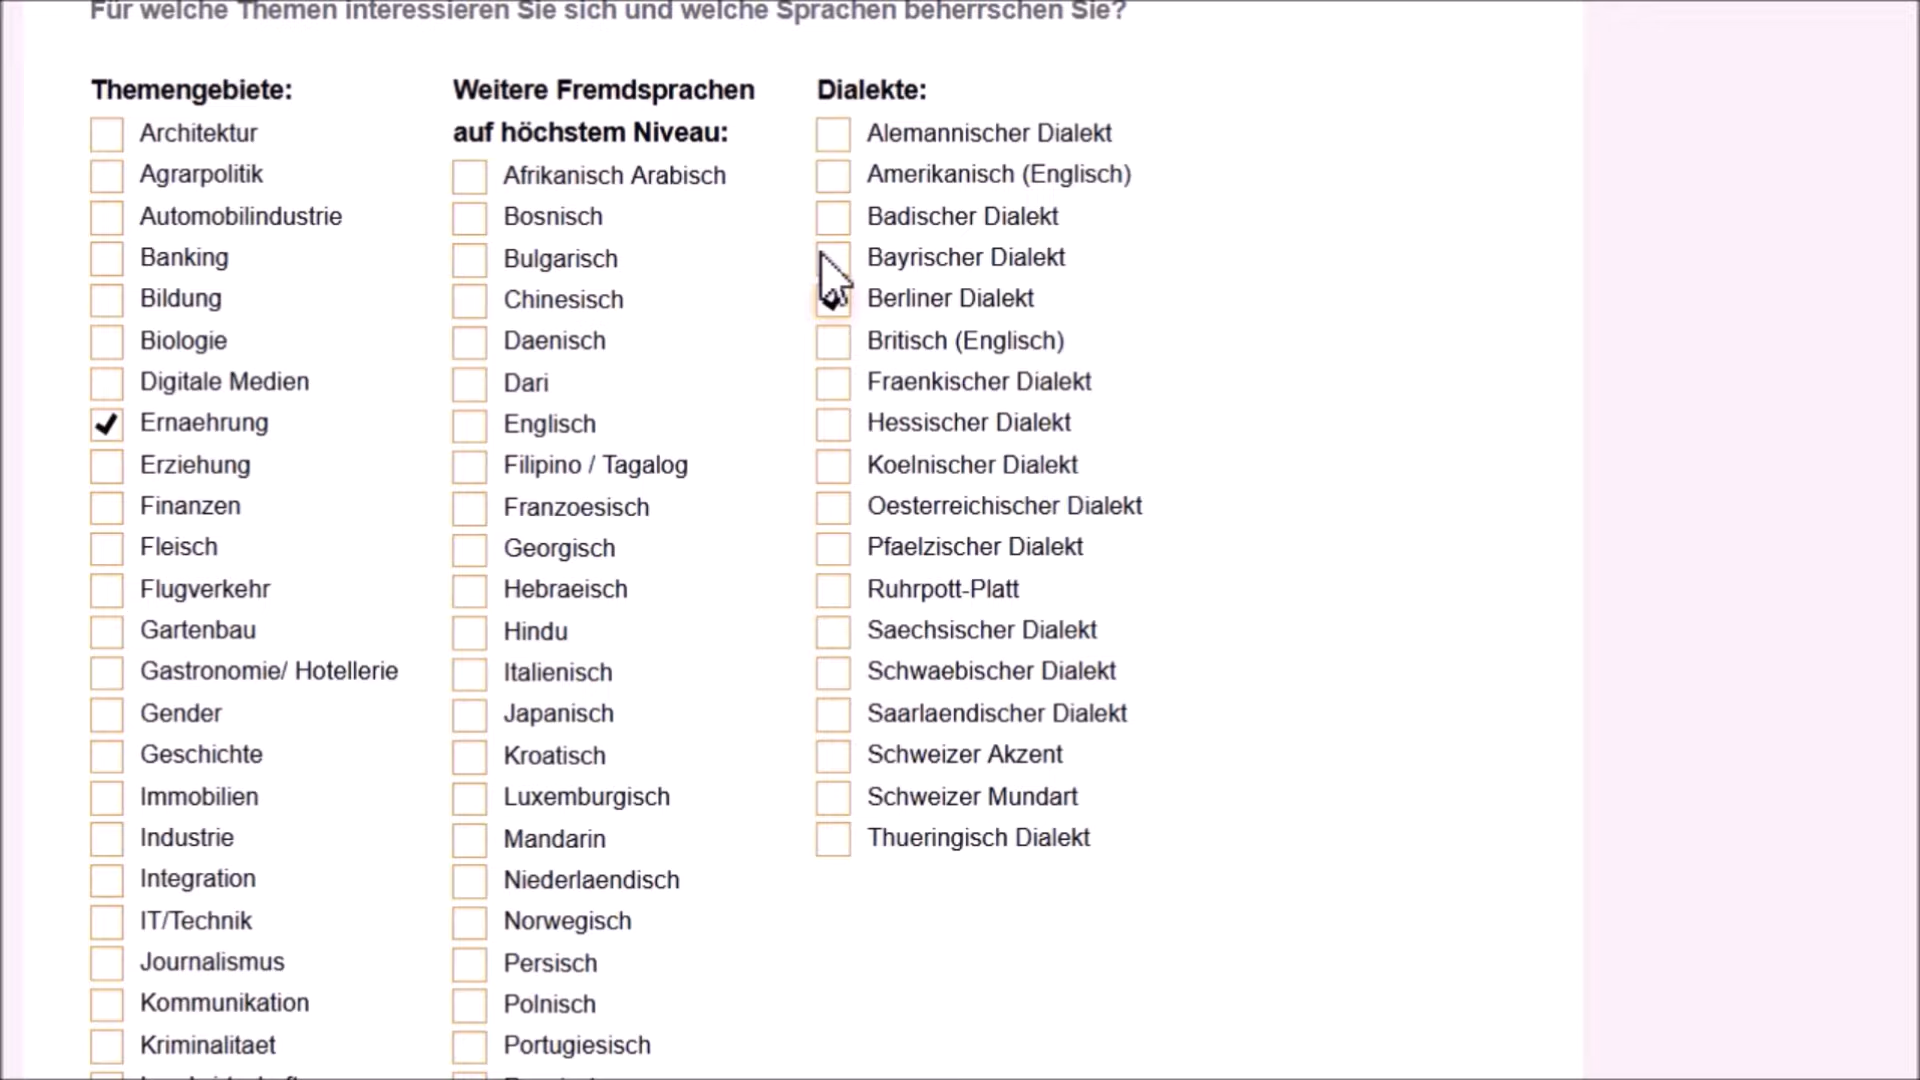 Für welche Themen interessieren Sie sich und welche Sprachen beherrschen Sie?
Themengebiete:
Architektur
Agrarpolitik
Automobilindustrie
Banking
Bildung
Biologie
Digitale Medien
Ernaehrung
Erziehung
Finanzen
Fleisch
Flugverkehr
Gartenbau
Gastronomie/ Hotellerie
Gender
Geschichte
Immobilien
Industrie
Integration
IT/Technik
Journalismus
Kommunikation
Kriminalitaet
Weitere Fremdsprachen
auf höchstem Niveau:
Afrikanisch Arabisch
Bosnisch
Bulgarisch
Chinesisch
Daenisch
Dari
Englisch
Filipino / Tagalog
Franzoesisch
Georgisch
Hebraeisch
Hindu
Italienisch
Japanisch
Kroatisch
Luxemburgisch
Mandarin
Niederlaendisch
Norwegisch
Persisch
Polnisch
Portugiesisch
Dialekte:
Alemannischer Dialekt
Amerikanisch (Englisch)
Badischer Dialekt
Bayrischer Dialekt
Berliner Dialekt
Britisch (Englisch)
Fraenkischer Dialekt
Hessischer Dialekt
Koelnischer Dialekt
Oesterreichischer Dialekt
Pfaelzischer Dialekt
Ruhrpott-Platt
Saechsischer Dialekt
Schwaebischer Dialekt
Saarlaendischer Dialekt
Schweizer Akzent
Schweizer Mundart
Thueringisch Dialekt